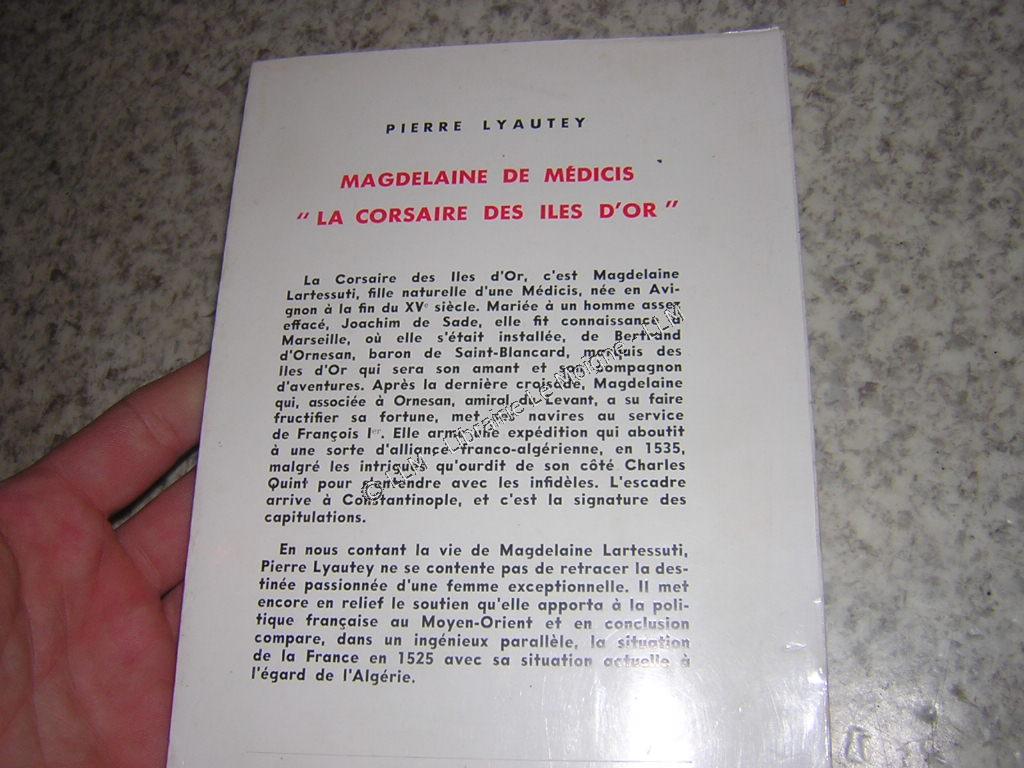 PIERRE LYAUTEY
MAGDELAINE DE MÉDICIS
" LA CORSAIRE DES ILES D'OR "
La Corsaire des Iles d'Or, c'est Magdelaine
Lartessuti, fille naturelle d'une Médicis, née en Avi-
gnon à la fin du XVe siècle. Mariée à un homme assez
effacé, Joachim de Sade, elle fit connaissance à
Marseille, où elle s'était installée, de Bertrand
d'Ornesan, baron de Saint-Blancard, marquis des
Iles d'Or qui sera son amant et son compagnon
d'aventures. Après la dernière croisade, Magdelaine
qui, associée à Ornesan, amiral du Levant, a su faire
fructifier sa fortune, met navires au service
de François Ier. Elle arme une expédition qui aboutit
à une sorte d'alliance franco-algérienne, en 1535,
malgré les intrigues qu'ourdit de son côté Charles
Quint pour s'entendre avec les infidèles. L'escadre
arrive à Constantinople, et c'est la signature des
capitulations.
En nous contant la vie de Magdelaine Lartessuti,
Pierre Lyautey ne se contente pas de retracer la des-
tinée passionnée d'une femme exceptionnelle. Il met
encore en relief le soutien qu'elle apporta à la poli-
tique française au Moyen-Orient et en conclusion
compare, dans un ingénieux parallèle, la situation
de la France en 1525 avec sa situation actuelle à
l'égard de l'Algérie.
© LLM - Librairie Le Moigne - LLM